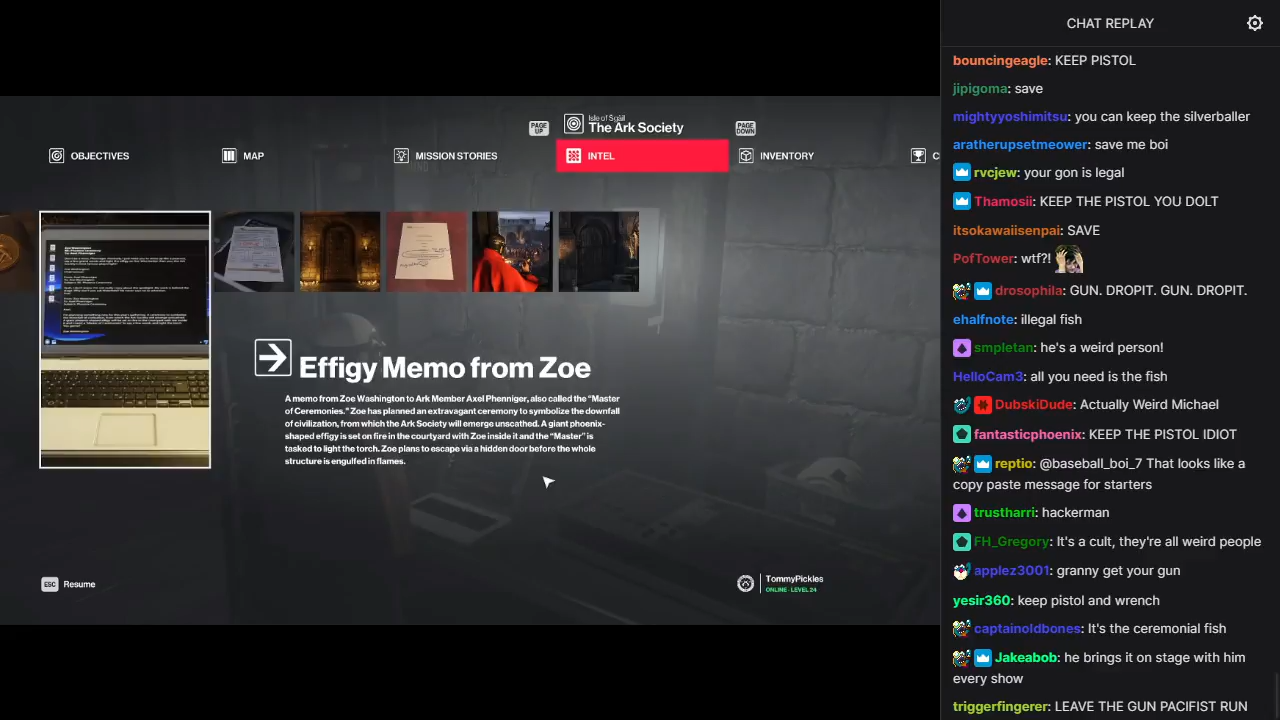 PAGE UP
Isle of Sgàil
The Ark Society
PAGE DOWN
OBJECTIVES
MAP
MISSION STORIES
INTEL
INVENTORY
C
Effigy Memo from Zoe
A memo from Zoe Washington to Ark Member Axel Phenniger, also called the "Master
of Ceremonies." Zoe has planned an extravagant ceremony to symbolize the downfall
of civilization, from which the Ark Society will emerge unscathed. A giant phoenix-
shaped effigy is set on fire in the courtyard with Zoe inside it and the "Master" is
tasked to light the torch. Zoe plans to escape via a hidden door before the whole
structure is engulfed in flames.
ESC Resume
TommyPickles
ONLINE - LEVEL 24
CHAT REPLAY
bouncingeagle: KEEP PISTOL
jipigoma: save
mightyyoshimitsu: you can keep the silverballer
aratherupsetmeower: save me boi
rvcjew: your gon is legal
Thamosii: KEEP THE PISTOL YOU DOLT
itsokawaiisenpai: SAVE
PofTower: wtf?!
drosophila: GUN. DROPIT. GUN. DROPIT.
ehalfnote: illegal fish
smpletan: he's a weird person!
HelloCam3: all you need is the fish
DubskiDude: Actually Weird Michael
fantasticphoenix: KEEP THE PISTOL IDIOT
reptio: @baseball_boi_7 That looks like a
copy paste message for starters
trustharri: hackerman
FH_Gregory: It's a cult, they're all weird people
applez3001: granny get your gun
yesir360: keep pistol and wrench
captainoldbones: It's the ceremonial fish
Jakeabob: he brings it on stage with him
every show
triggerfingerer: LEAVE THE GUN PACIFIST RUN